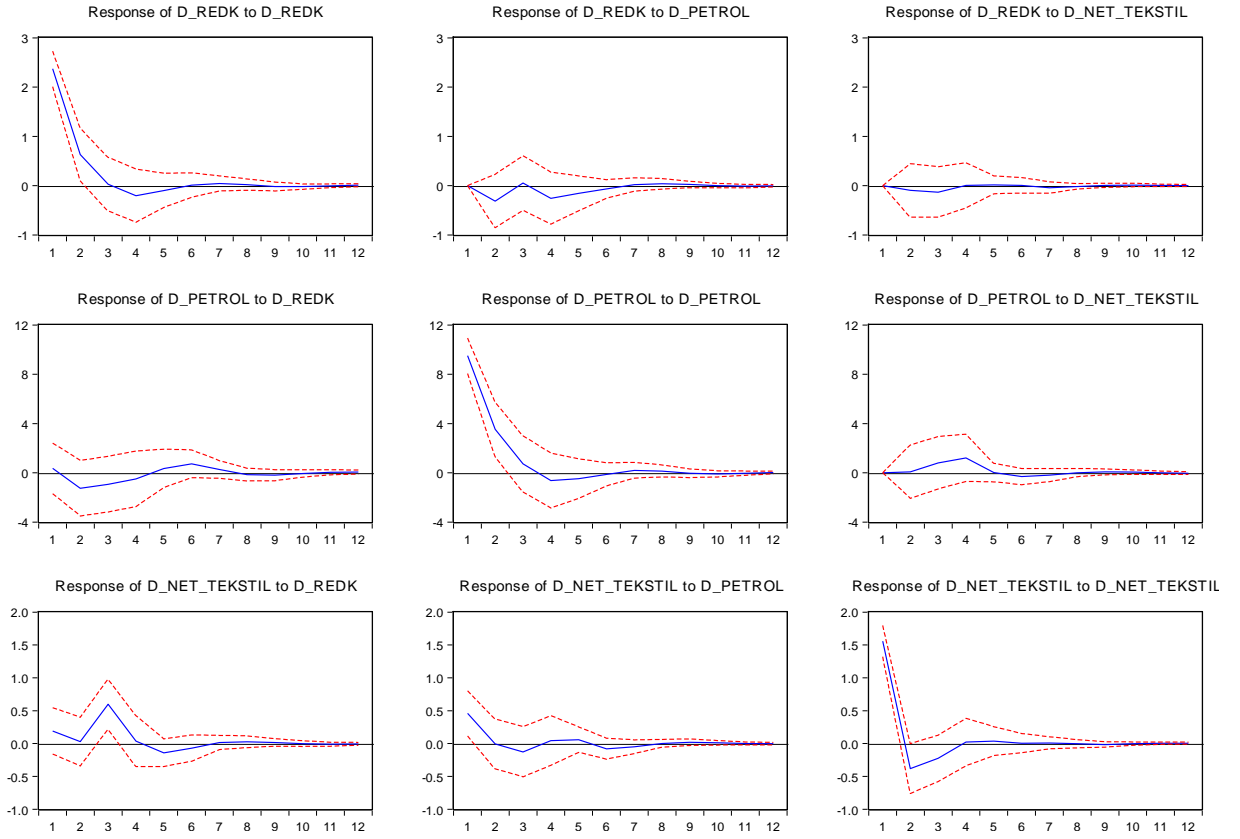 Response of D_REDK to D_REDK
3
2
1
0
-1
1 2 3 4 5 6 7 8 9 10 11 12
Response of D_REDK to D_PETROL
3
2
1
0
-1
1 2 3 4 5 6 7 8 9 10 11 12
Response of D_REDK to D_NET_TEKSTIL
3
2
1
0
-1
1 2 3 4 5 6 7 8 9 10 11 12
Response of D_PETROL to D_REDK
12
8
4
0
-4
1 2 3 4 5 6 7 8 9 10 11 12
Response of D_PETROL to D_PETROL
12
8
4
0
-4
1 2 3 4 5 6 7 8 9 10 11 12
Response of D_PETROL to D_NET_TEKSTIL
12
8
4
0
-4
1 2 3 4 5 6 7 8 9 10 11 12
Response of D_NET_TEKSTIL to D_REDK
2.0
1.5
1.0
0.5
0.0
-0.5
-1.0
1 2 3 4 5 6 7 8 9 10 11 12
Response of D_NET_TEKSTIL to D_PETROL
2.0
1.5
1.0
0.5
0.0
-0.5
-1.0
1 2 3 4 5 6 7 8 9 10 11 12
Response of D_NET_TEKSTIL to D_NET_TEKSTIL
2.0
1.5
1.0
0.5
0.0
-0.5
-1.0
1 2 3 4 5 6 7 8 9 10 11 12